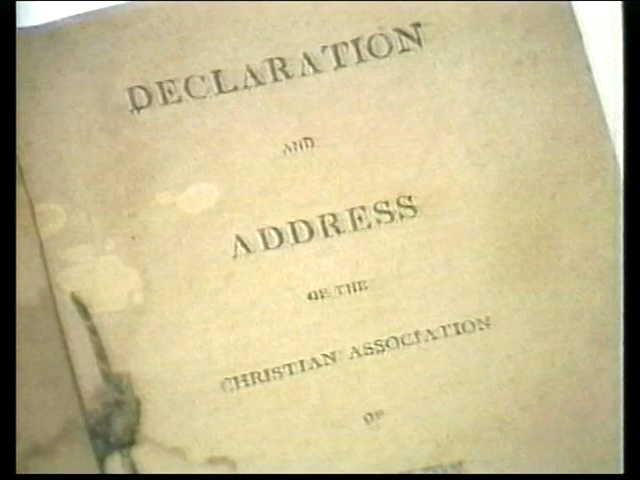 DECLARATION
AND
ADDRESS
OF THE
CHRISTIAN ASSOCIATION
OF